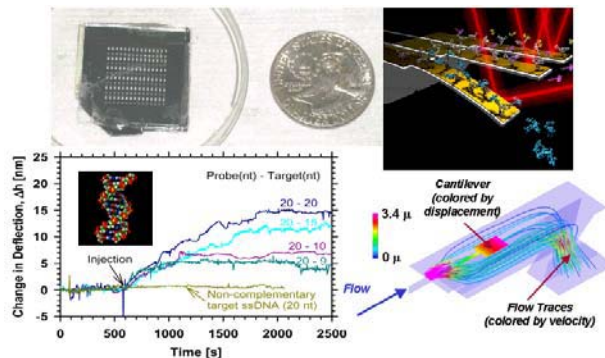 Change in Deflection, Δh [nm]
25
20
15
10
5
0
-5
Probe(nt) - Target(nt)
20 - 20
20 - 15
20 - 10
20 - 9
Injection
Non-complementary
target ssDNA (20 nt)
0 500 1000 1500 2000 2500
Time [s]
Cantilever
(colored by
displacement)
3.4 μ
0 μ
Flow
Flow Traces
(colored by velocity)